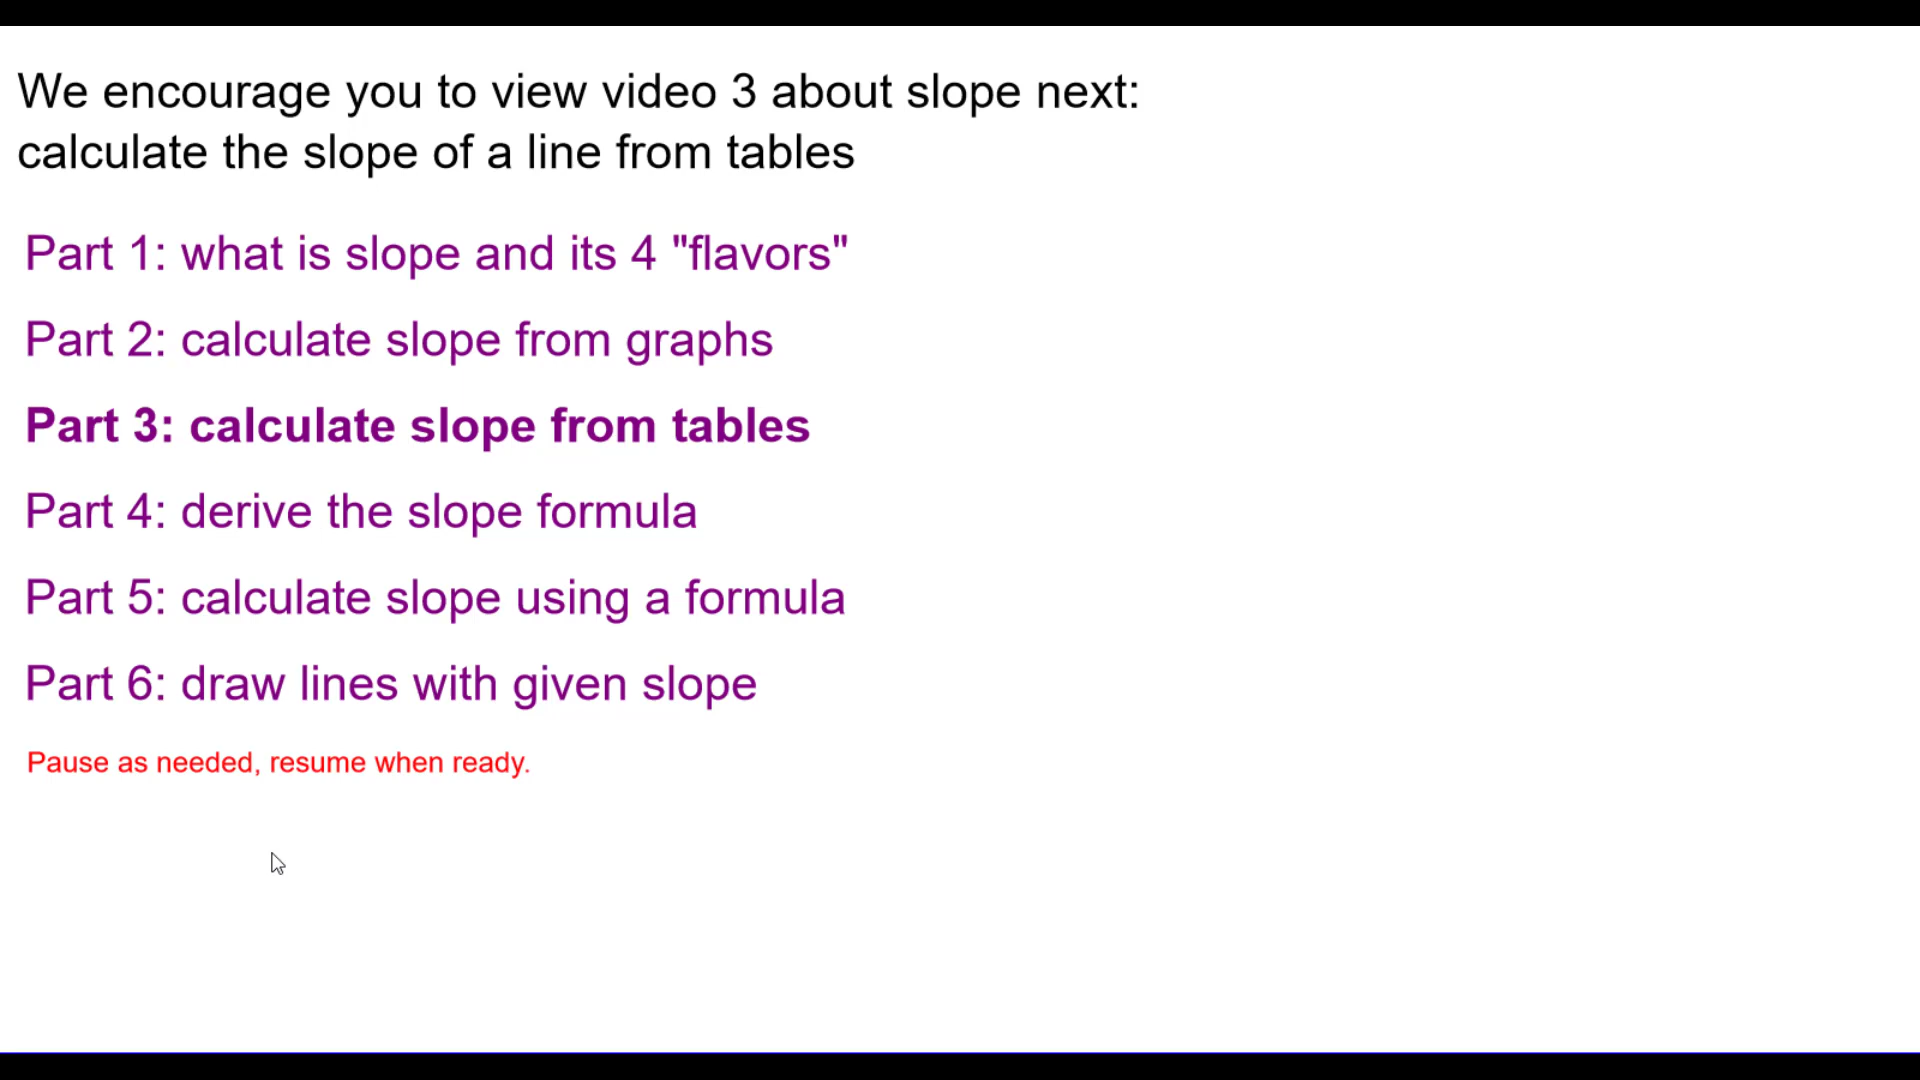 We encourage you to view video 3 about slope next:
calculate the slope of a line from tables
Part 1: what is slope and its 4 "flavors"
Part 2: calculate slope from graphs
Part 3: calculate slope from tables
Part 4: derive the slope formula
Part 5: calculate slope using a formula
Part 6: draw lines with given slope
Pause as needed, resume when ready.